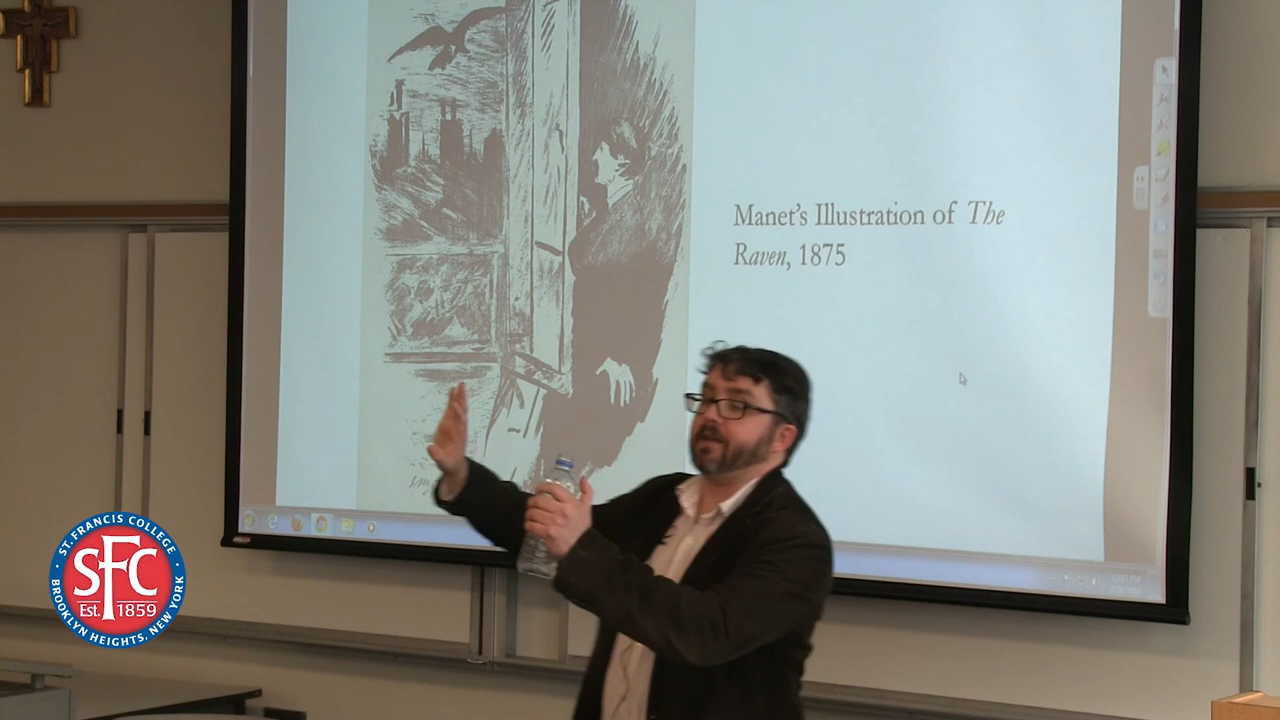 Manet's Illustration of The
Raven, 1875
ST. FRANCIS COLLEGE
SFC
Est. 1859
BROOKLYN HEIGHTS, NEW YORK